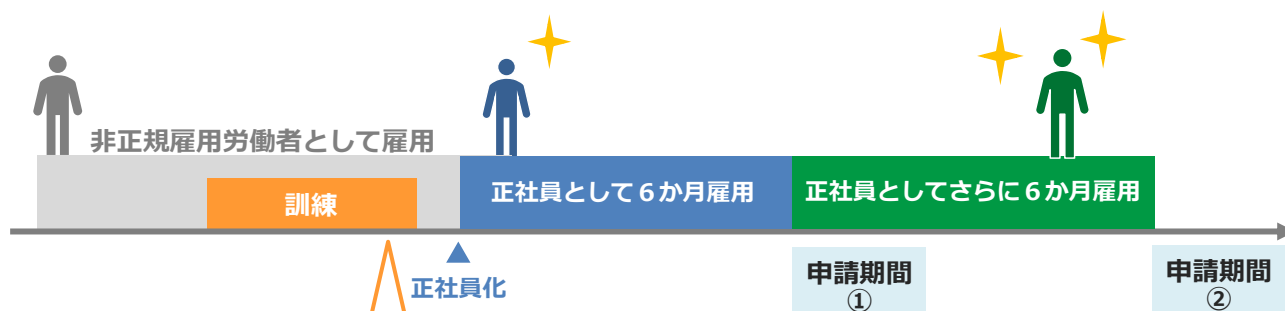 非正規雇用労働者として雇用
訓練
正社員として６か月雇用
正社員としてさらに６か月雇用
正社員化
申請期間
①
申請期間
②